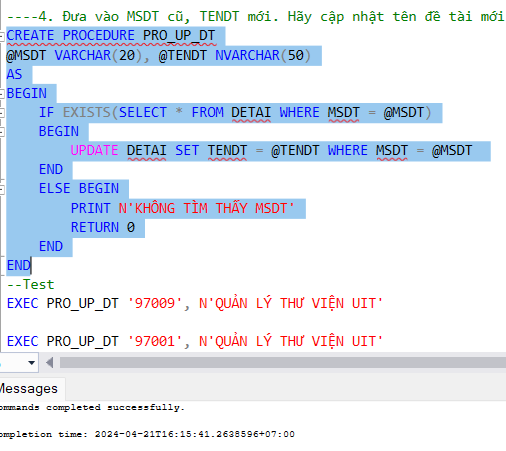 ----4. Đưa vào MSDT cũ, TENDT mới. Hãy cập nhật tên đề tài mới
CREATE PROCEDURE PRO_UP_DT
@MSDT VARCHAR(20), @TENDT NVARCHAR(50)
AS
BEGIN
IF EXISTS(SELECT * FROM DETAI WHERE MSDT = @MSDT)
BEGIN
UPDATE DETAI SET TENDT = @TENDT WHERE MSDT = @MSDT
END
ELSE BEGIN
PRINT N'KHÔNG TÌM THẤY MSDT'
RETURN 0
END
END
--Test
EXEC PRO_UP_DT '97009', N'QUẢN LÝ THƯ VIỆN UIT'
EXEC PRO_UP_DT '97001', N'QUẢN LÝ THƯ VIỆN UIT'
Messages
ommands completed successfully.
ompletion time: 2024-04-21T16:15:41.2638596+07:00